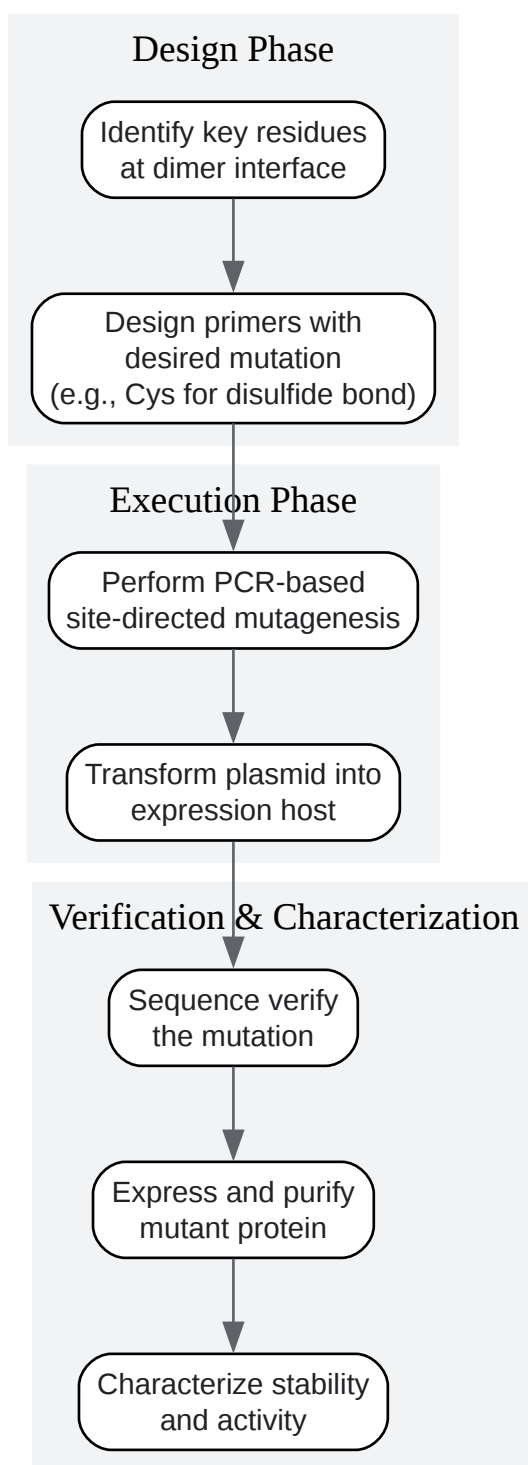 Design Phase
Identify key residues
at dimer interface
Design primers with
desired mutation
(e.g., Cys for disulfide bond)
Execution Phase
Perform PCR-based
site-directed mutagenesis
Transform plasmid into
expression host
Verification & Characterization
Sequence verify
the mutation
Express and purify
mutant protein
Characterize stability
and activity